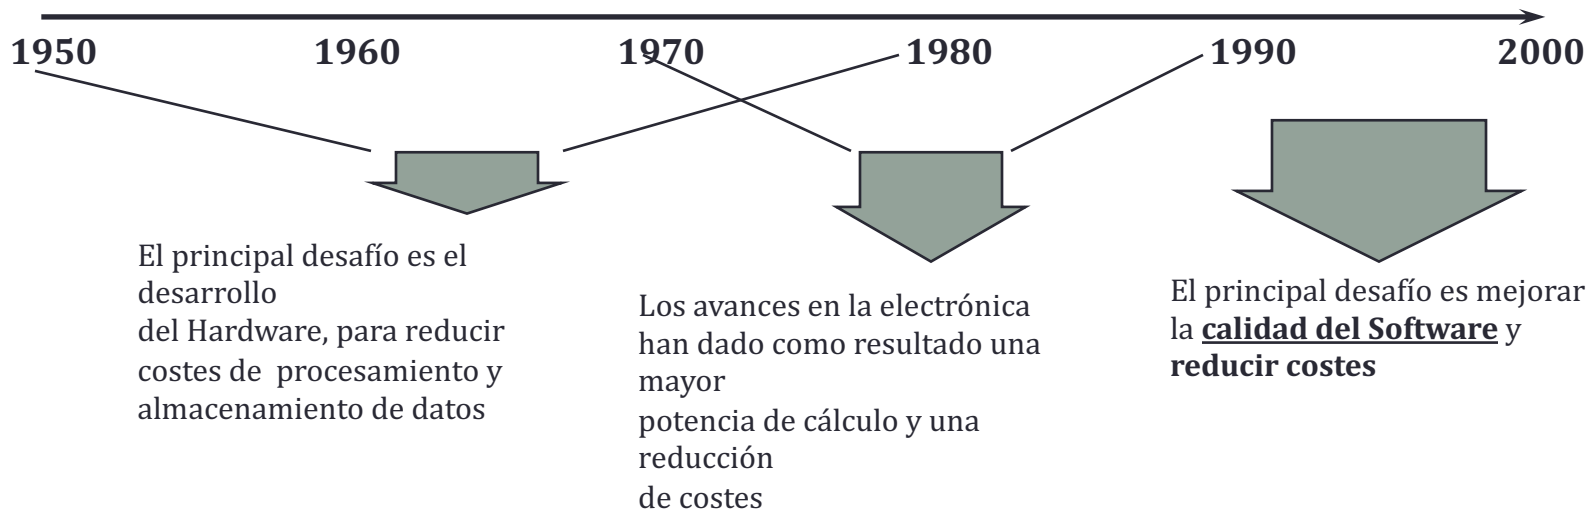 1950 1960 1970 1980 1990 2000
El principal desafío es el
desarrollo
del Hardware, para reducir
costes de procesamiento y
almacenamiento de datos
Los avances en la electrónica
han dado como resultado una
mayor
potencia de cálculo y una
reducción
de costes
El principal desafío es mejorar
la calidad del Software y
reducir costes